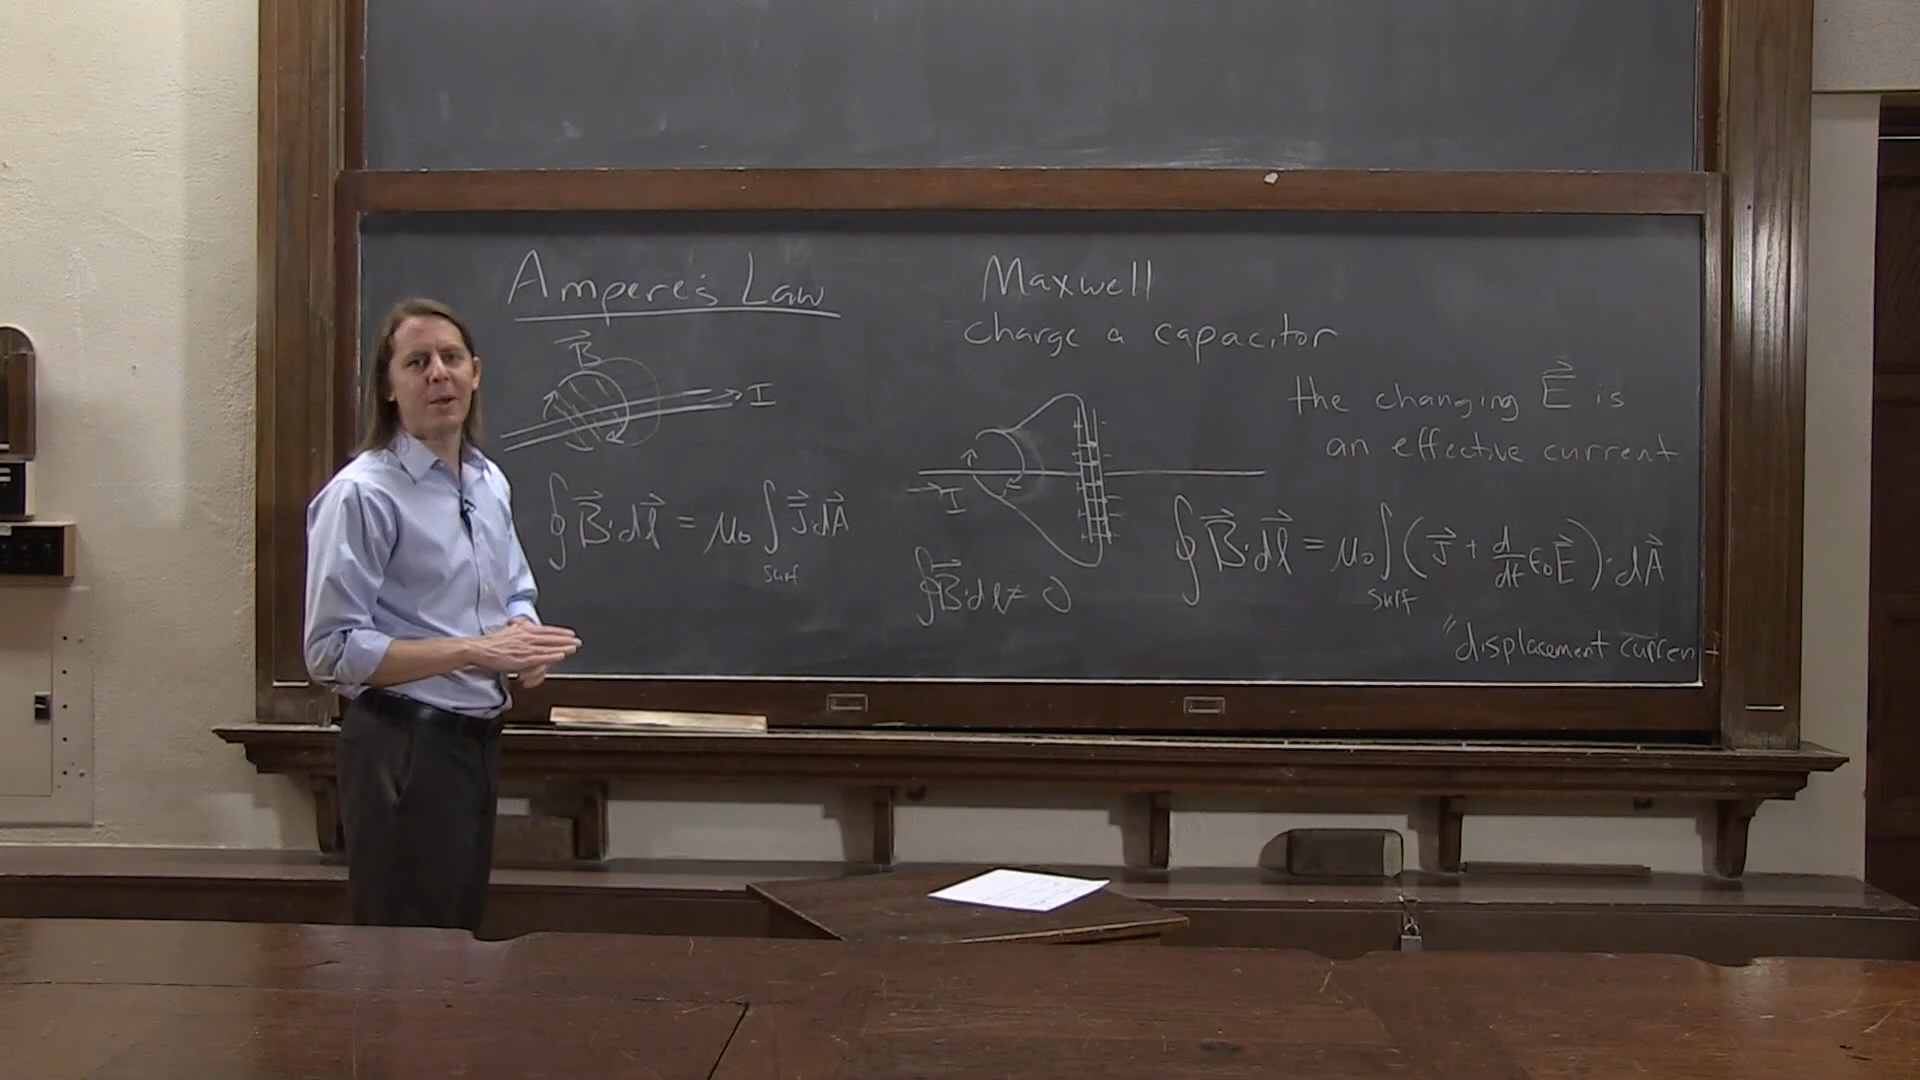 Ampere's Law
B⃗
I
∮B⃗·dl⃗ = μ₀ ∫ J⃗·dA⃗
surf
Maxwell
charge a capacitor
I
∮B⃗·dl ≠ 0
the changing E⃗ is
an effective current
∮B⃗·dl⃗ = μ₀∫(J⃗ + d/dt ε₀E⃗)·dA⃗
surf
"displacement current